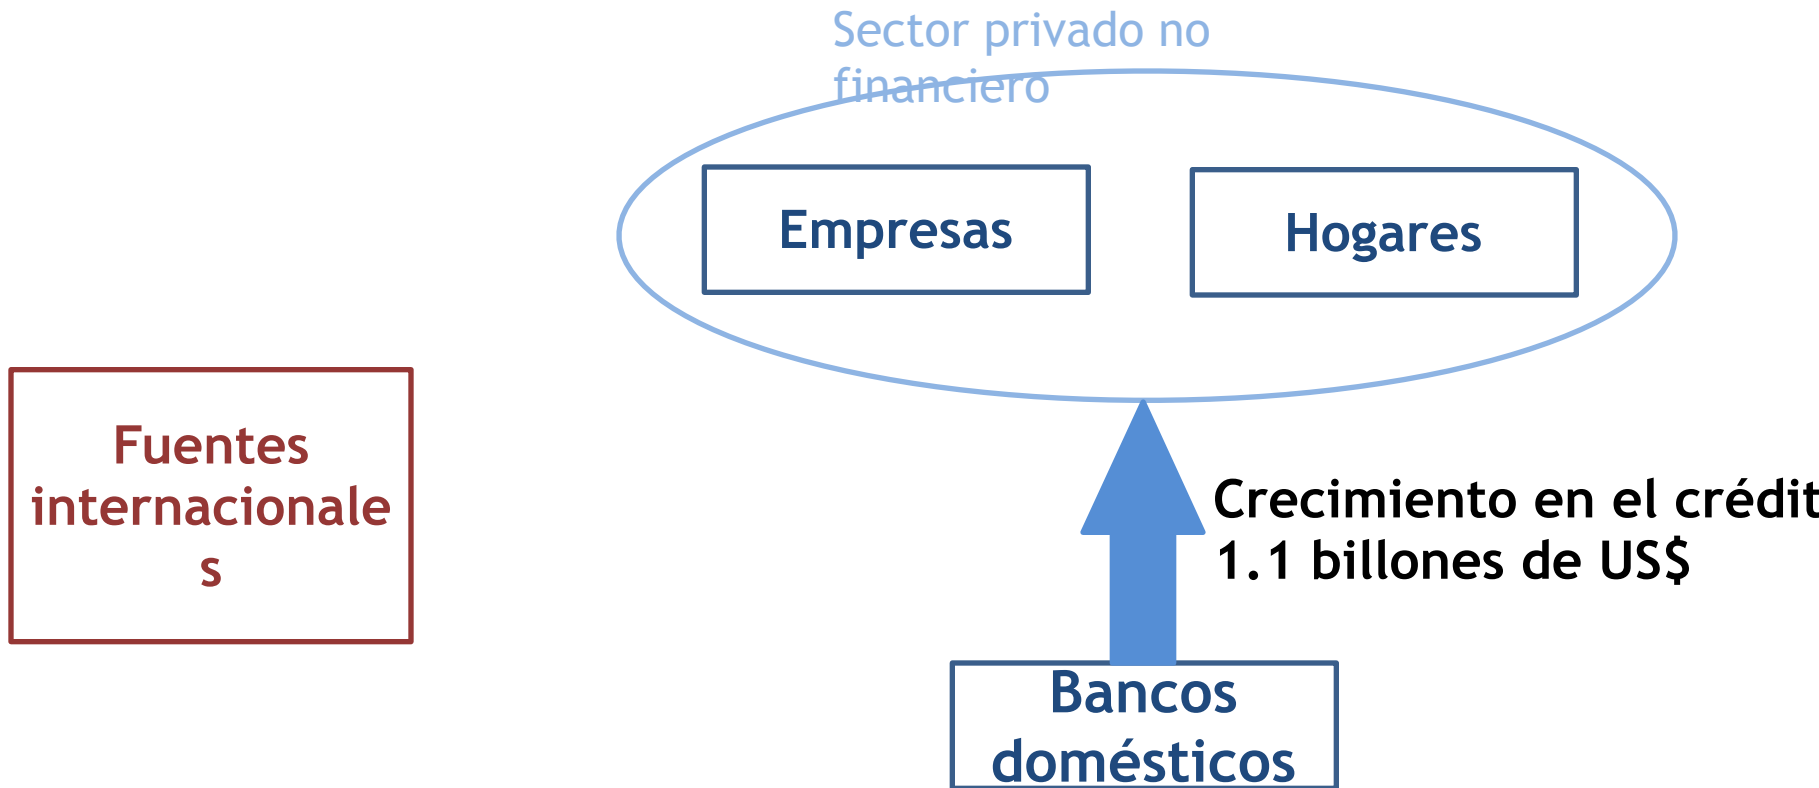 Sector privado no
financiero
Empresas
Hogares
Fuentes
internacionale
s
Crecimiento en el crédit
1.1 billones de US$
Bancos
domésticos